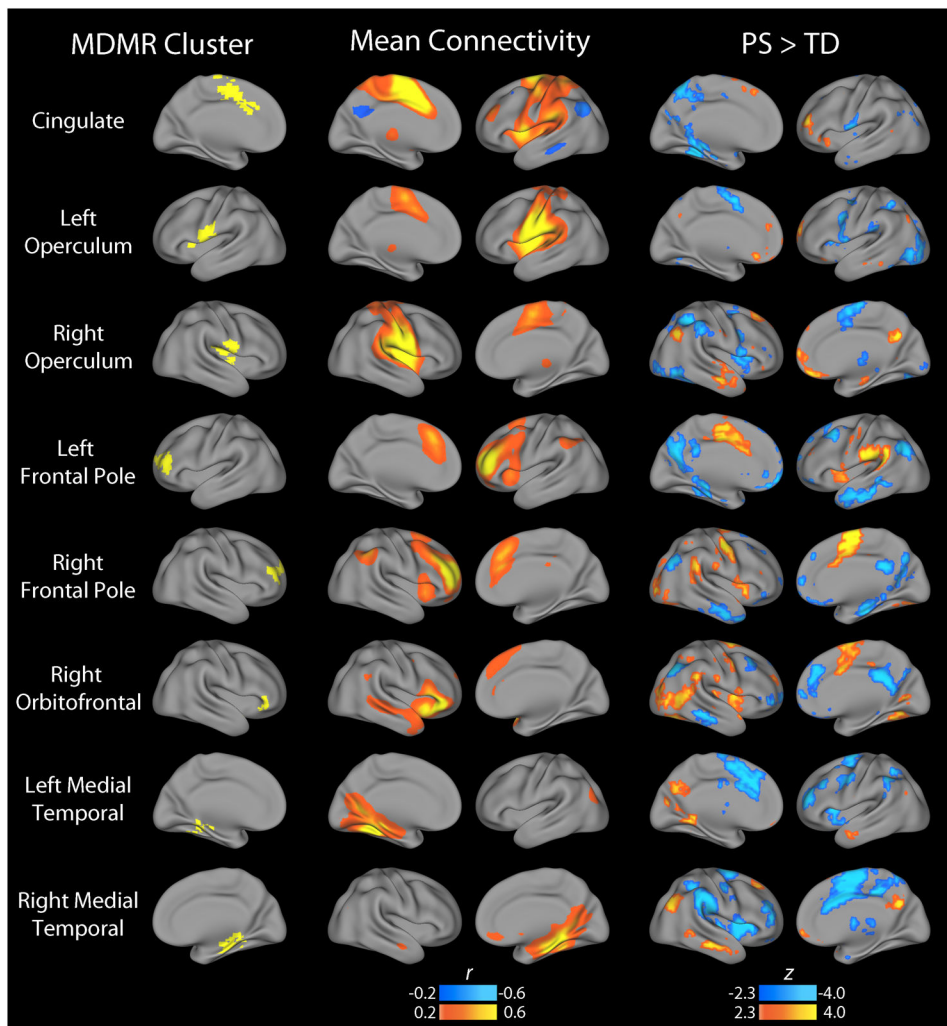 MDMR Cluster
Mean Connectivity
PS > TD
Cingulate
Left
Operculum
Right
Operculum
Left
Frontal Pole
Right
Frontal Pole
Right
Orbitofrontal
Left Medial
Temporal
Right Medial
Temporal
r
-0.2 -0.6
0.2 0.6
z
-2.3 -4.0
2.3 4.0